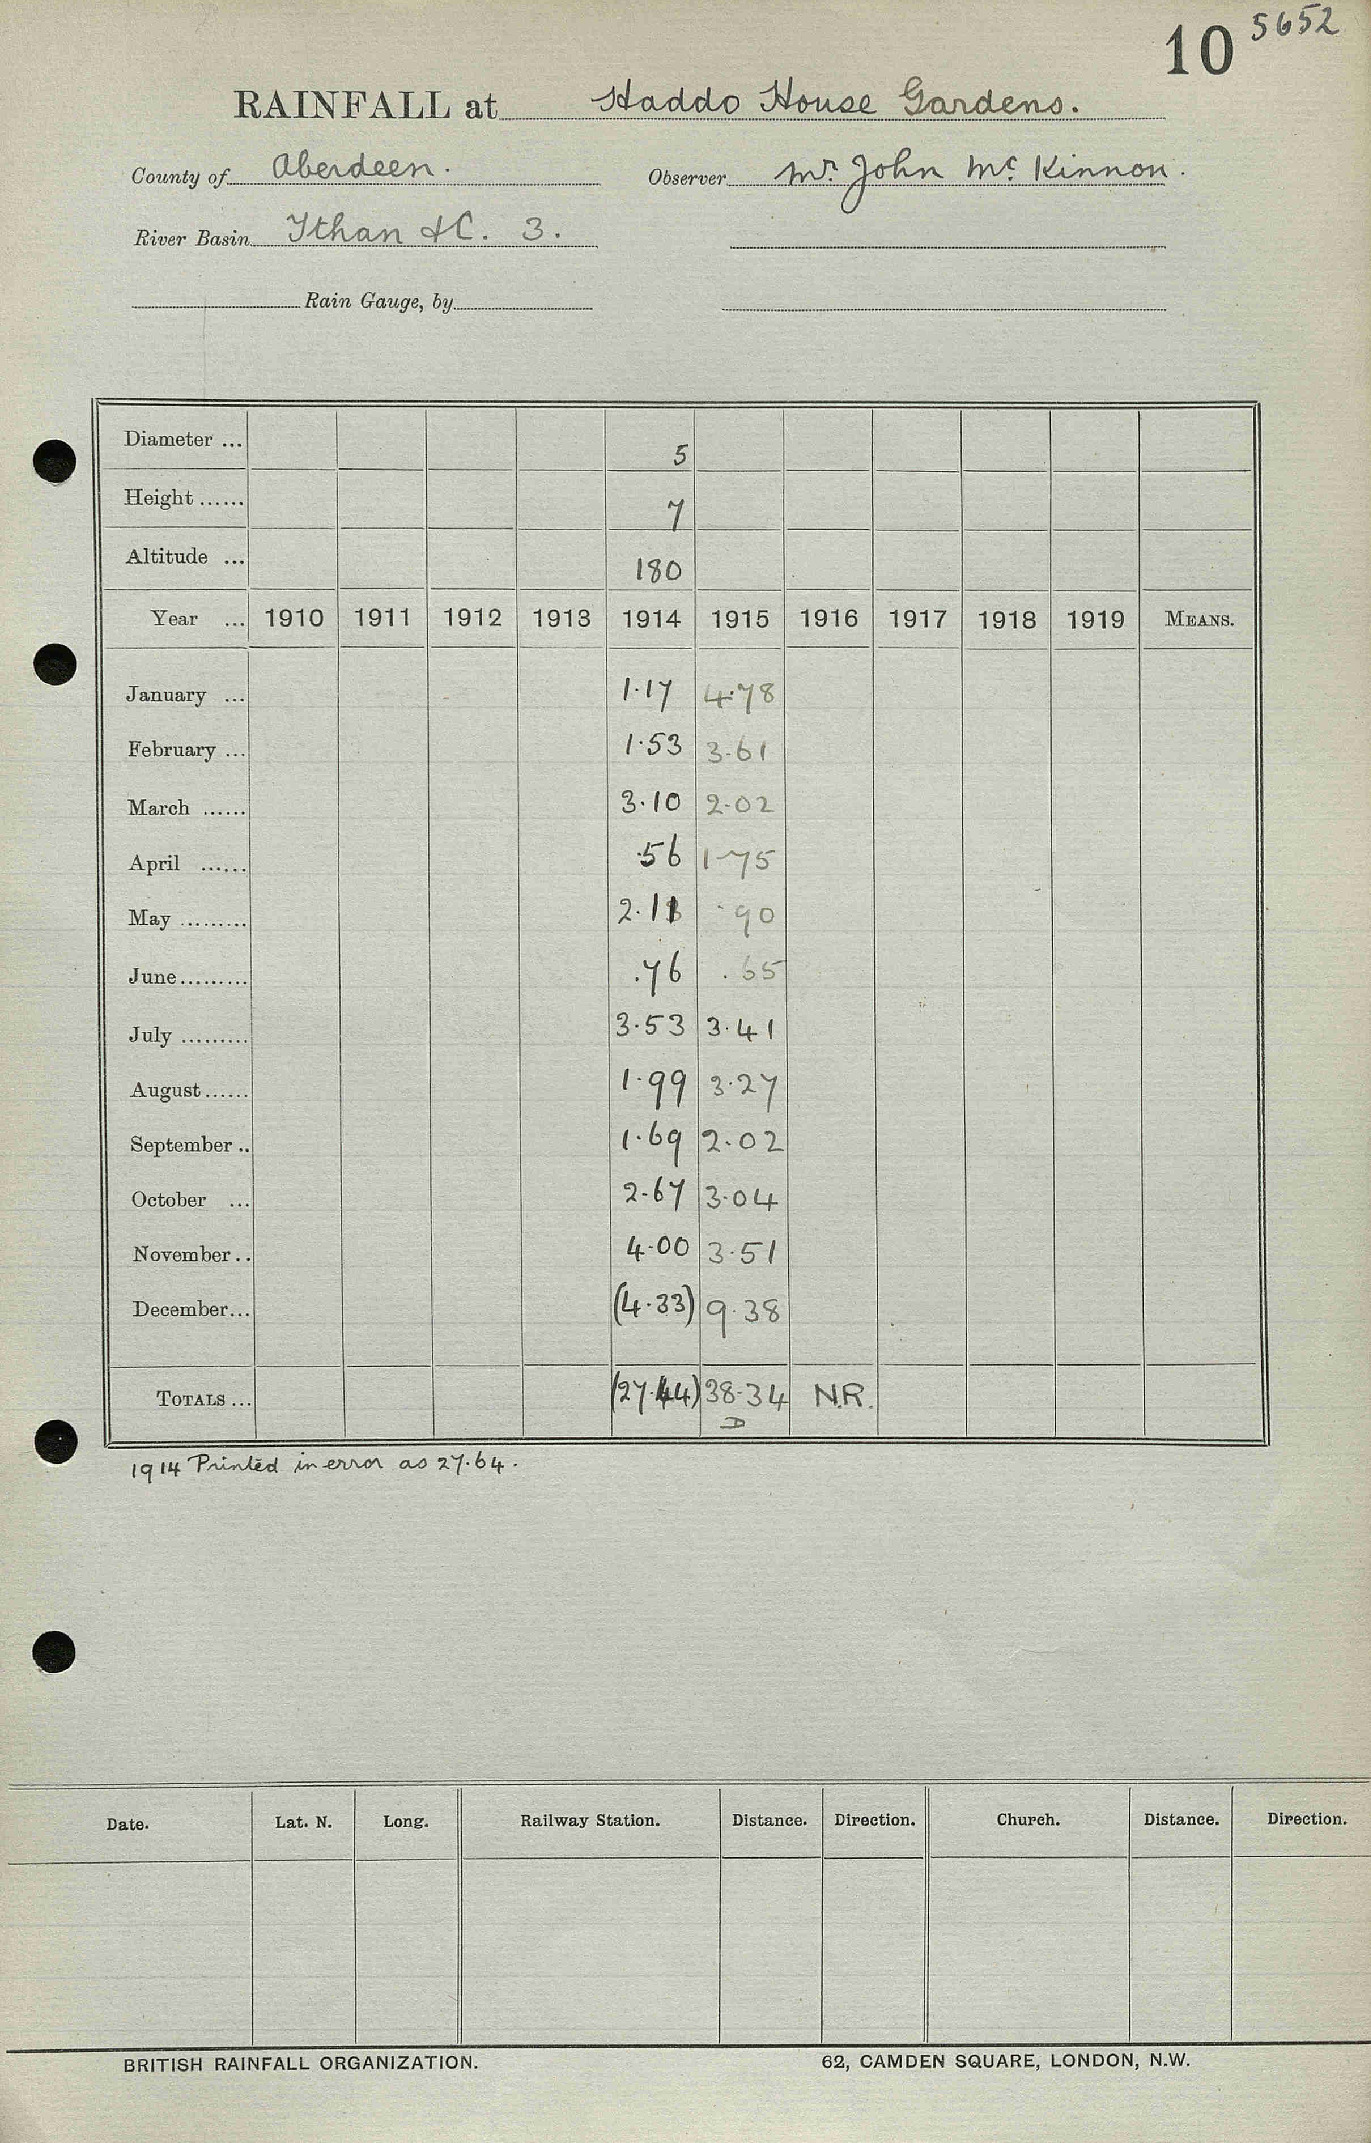 10 5652
RAINFALL at Haddo House Gardens.
County of Aberdeen. Observer Mr. John Mc Kinnon.
River Basin Ythan &C. 3.
Rain Gauge, by
Diameter ... 5
Height ...... 7
Altitude ... 180
Year ... 1910 1911 1912 1913 1914 1915 1916 1917 1918 1919 MEANS.
January ... 1.17 4.78
February ... 1.53 3.61
March ...... 3.10 2.02
April ...... .56 1.75
May ......... 2.11 .90
June......... .76 .65
July ......... 3.53 3.41
August...... 1.99 3.27
September .. 1.69 2.02
October ... 2.67 3.04
November .. 4.00 3.51
December... (4.33) 9.38
TOTALS ... (27.44) 38.34 N.R.
D
1914 Printed in error as 27.64.
Date. Lat. N. Long. Railway Station. Distance. Direction. Church. Distance. Direction.
BRITISH RAINFALL ORGANIZATION. 62, CAMDEN SQUARE, LONDON, N.W.